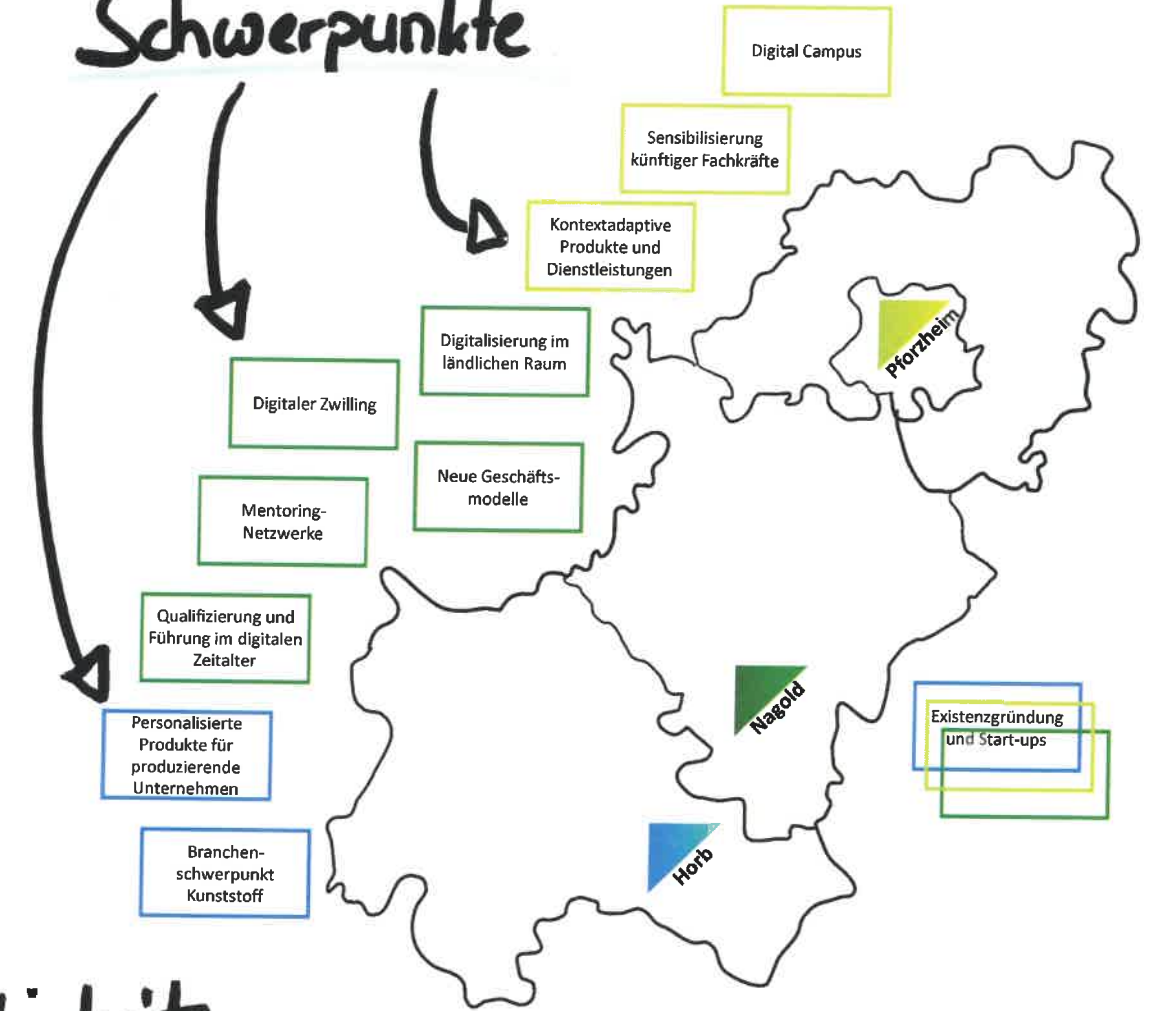 Schwerpunkte
Digital Campus
Sensibilisierung
künftiger Fachkräfte
Kontextadaptive
Produkte und
Dienstleistungen
Digitalisierung im
ländlichen Raum
Digitaler Zwilling
Neue Geschäfts-
modelle
Mentoring-
Netzwerke
Qualifizierung und
Führung im digitalen
Zeitalter
Personalisierte
Produkte für
produzierende
Unternehmen
Branchen-
schwerpunkt
Kunststoff
Pforzheim
Nagold
Horb
Existenzgründung
und Start-ups